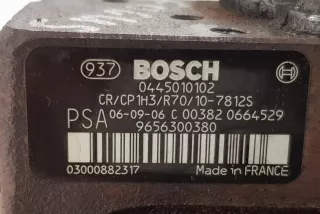 937 BOSCH
0445010102
CR/CP1H3/R70/10-7812S
PSA 06-09-06 C 00382 0664529
9656300380
03000882317 Made in FRANCE